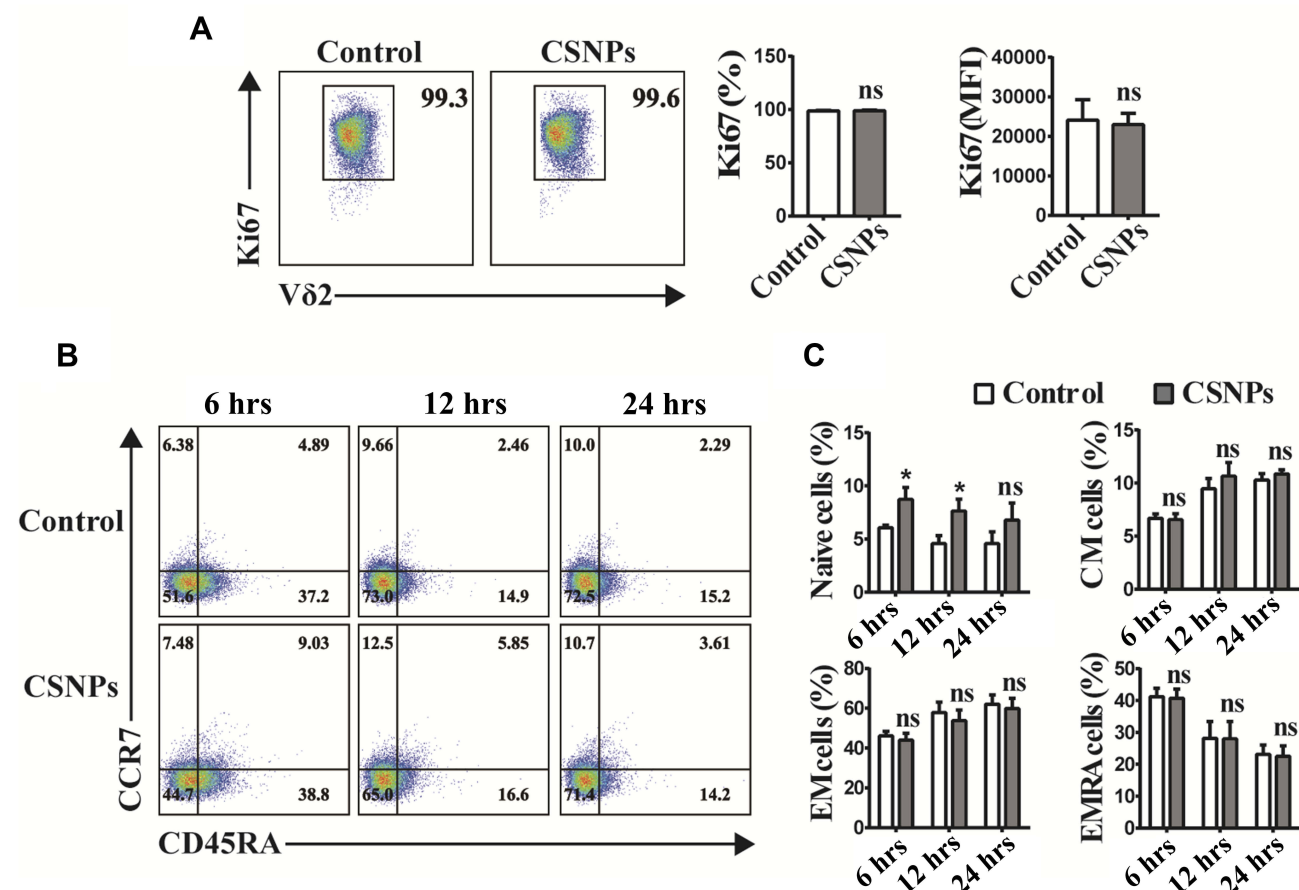 A
Control
CSNPs
99.3
99.6
Ki67
Vδ2
Ki67 (%)
150
100
50
0
ns
Control
CSNPs
Ki67(MFI)
40000
30000
20000
10000
0
ns
Control
CSNPs
B
6 hrs
12 hrs
24 hrs
Control
6.38
4.89
51.6
37.2
9.66
2.46
73.0
14.9
10.0
2.29
72.5
15.2
CSNPs
7.48
9.03
44.7
38.8
12.5
5.85
65.0
16.6
10.7
3.61
71.4
14.2
CCR7
CD45RA
C
Control
CSNPs
Naive cells (%)
15
10
5
0
*
*
ns
6 hrs
12 hrs
24 hrs
CM cells (%)
15
10
5
0
ns
ns
ns
6 hrs
12 hrs
24 hrs
EM cells (%)
80
60
40
20
0
ns
ns
ns
6 hrs
12 hrs
24 hrs
EMRA cells (%)
50
40
30
20
10
0
ns
ns
ns
6 hrs
12 hrs
24 hrs